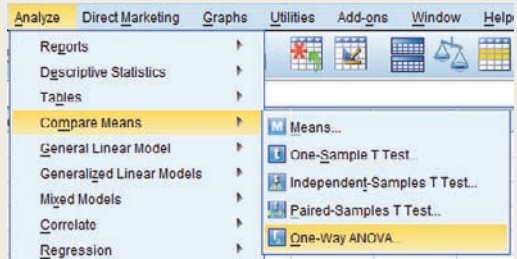 Analyze Direct Marketing Graphs Utilities Add-ons Window Help
Reports
Descriptive Statistics
Tables
Compare Means
General Linear Model
Generalized Linear Models
Mixed Models
Correlate
Regression
Means...
One-Sample T Test...
Independent-Samples T Test...
Paired-Samples T Test...
One-Way ANOVA...